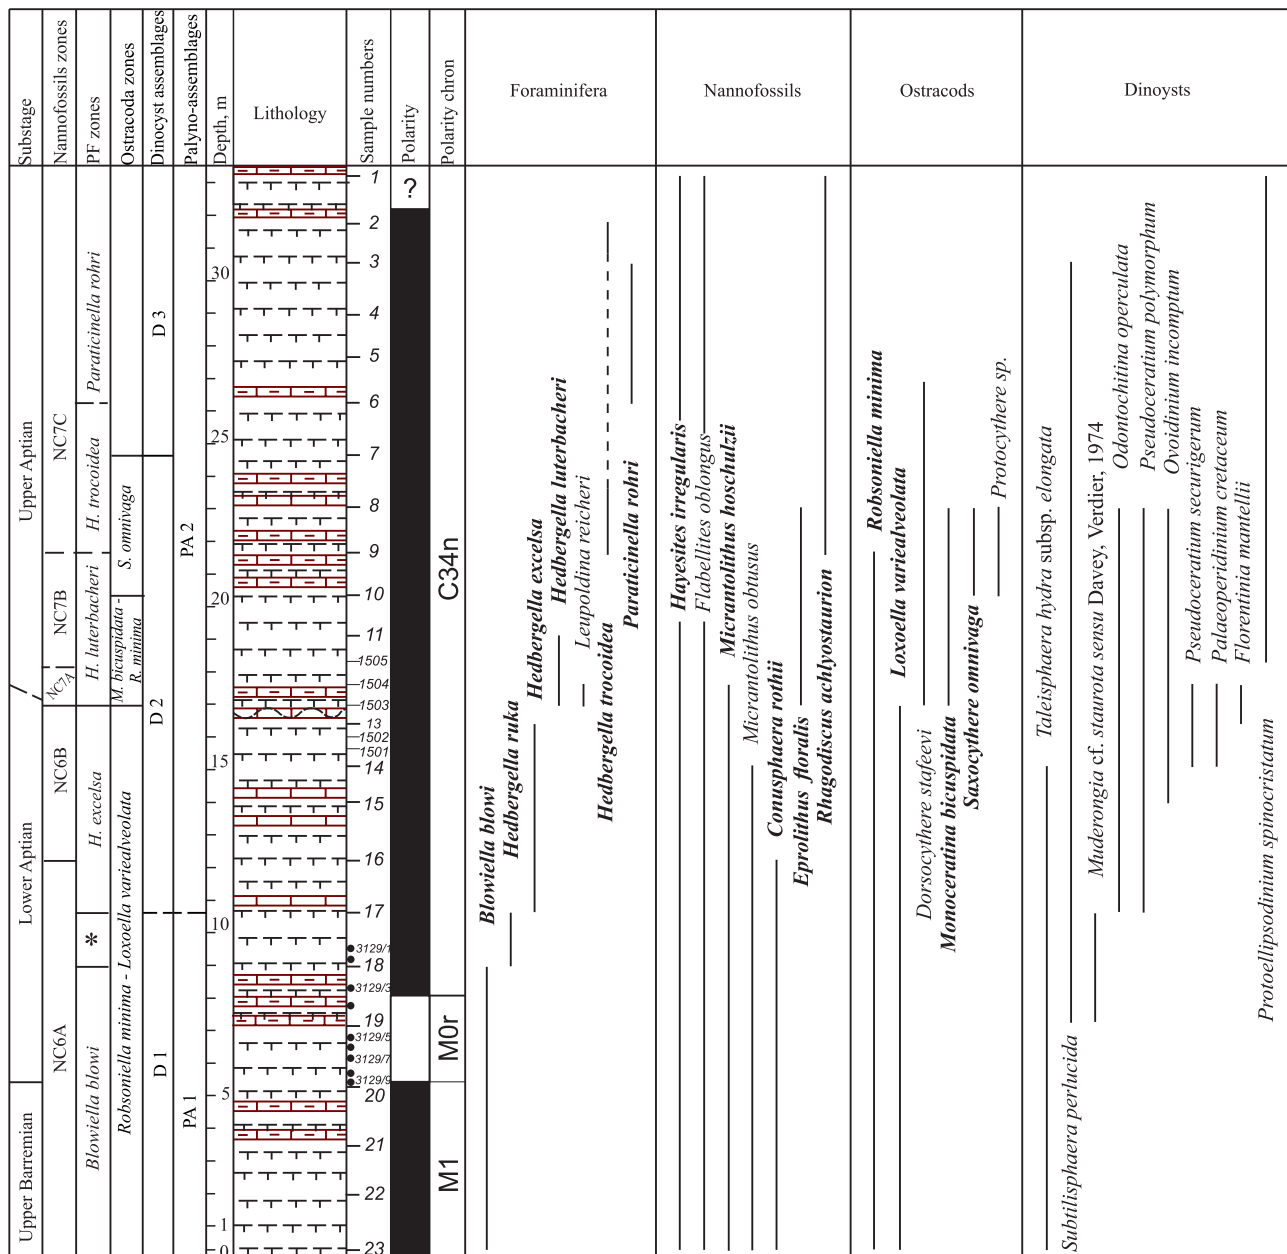 Substage
Nannofossils zones
PF zones
Ostracoda zones
Dinocyst assemblages
Palyno-assemblages
Depth, m
Lithology
Sample numbers
Polarity
Polarity chron
Foraminifera
Nannofossils
Ostracods
Dinoysts
Upper Aptian
Lower Aptian
Upper Barremian
NC7C
NC7B
NC7A
NC6B
NC6A
Paraticinella rohri
H. trocoidea
H. luterbacheri
H. excelsa
*
Blowiella blowi
S. omnivaga
M. bicuspidata -
R. minima
Robsoniella minima - Loxoella variealveolata
D 3
D 2
D 1
PA 2
PA 1
30
25
20
15
10
5
1
0
1
2
3
4
5
6
7
8
9
10
11
1505
1504
1503
13
1502
1501
14
15
16
17
3129/1
18
3129/3
19
3129/5
3129/7
3129/9
20
21
22
23
?
C34n
M0r
M1
Blowiella blowi
Hedbergella ruka
Hedbergella excelsa
Hedbergella luterbacheri
Leupoldina reicheri
Hedbergella trocoidea
Paraticinella rohri
Hayesites irregularis
Flabellites oblongus
Micrantolithus hoschulzii
Micrantolithus obtusus
Conusphaera rothii
Eprolithus floralis
Rhagodiscus achlyostaurion
Robsoniella minima
Loxoella variealveolata
Dorsocythere stafeevi
Monoceratina bicuspidata
Saxocythere omnivaga
Protocythere sp.
Taleisphaera hydra subsp. elongata
Subtilisphaera perlucida
Muderongia cf. staurota sensu Davey, Verdier, 1974
Odontochitina operculata
Pseudoceratium polymorphum
Ovoidinium incomptum
Pseudoceratium securigerum
Palaeoperidinium cretaceum
Florentinia mantellii
Protoellipsodinium spinocristatum